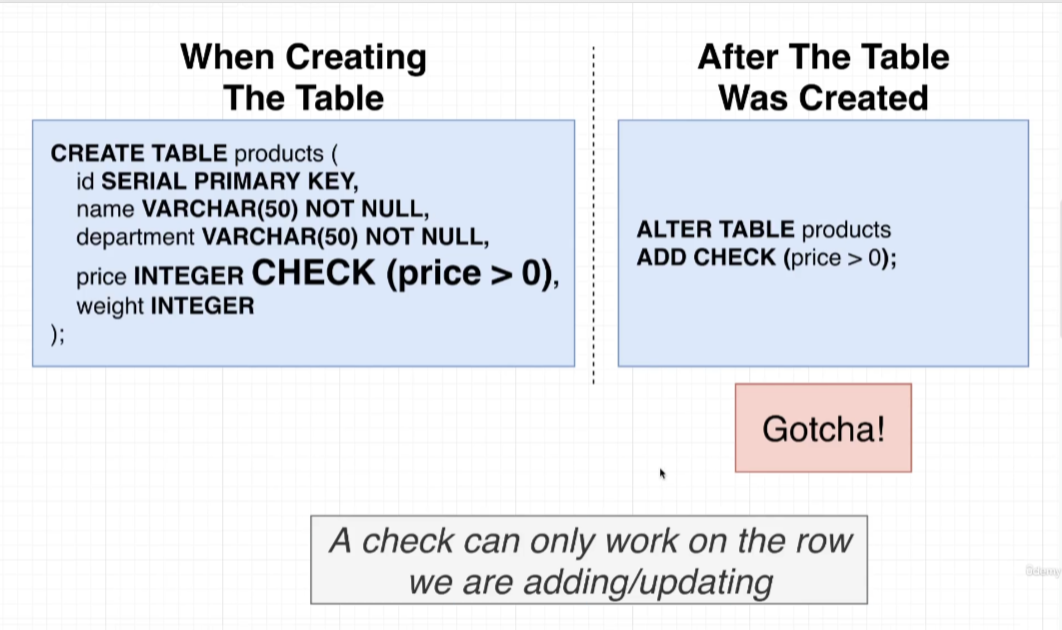 When Creating
The Table
CREATE TABLE products (
id SERIAL PRIMARY KEY,
name VARCHAR(50) NOT NULL,
department VARCHAR(50) NOT NULL,
price INTEGER CHECK (price > 0),
weight INTEGER
);
After The Table
Was Created
ALTER TABLE products
ADD CHECK (price > 0);
Gotcha!
A check can only work on the row
we are adding/updating
Udemy